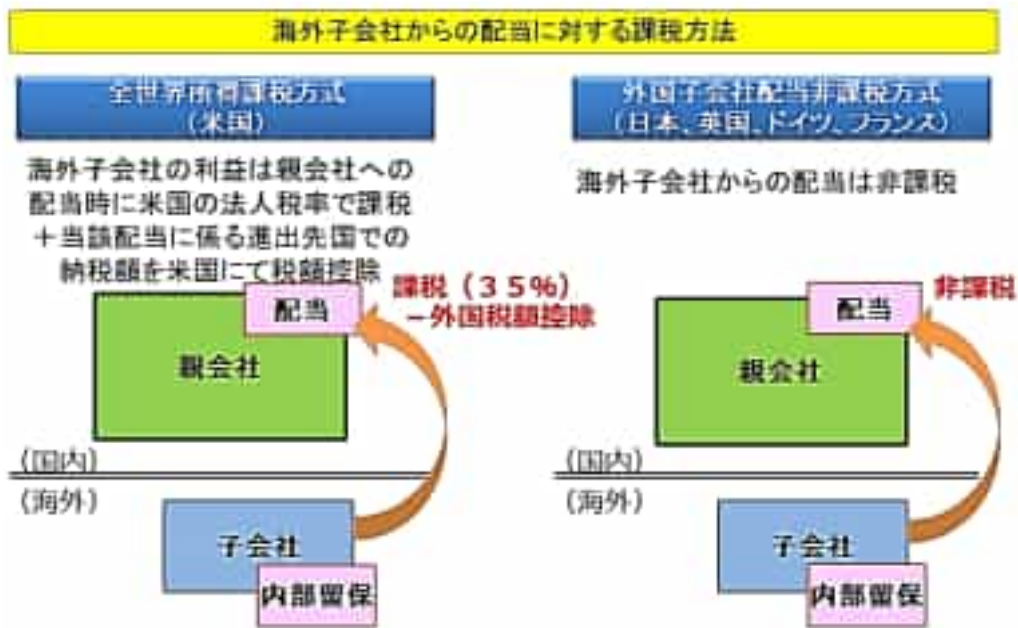 海外子会社からの配当に対する課税方法
全世界所得課税方式
（米国）
海外子会社の利益は親会社への
配当時に米国の法人税率で課税
＋当該配当に係る進出先国での
納税額を米国にて税額控除
課税（３５％）
－外国税額控除
配当
親会社
（国内）
（海外）
子会社
内部留保
外国子会社配当非課税方式
（日本、英国、ドイツ、フランス）
海外子会社からの配当は非課税
非課税
配当
親会社
（国内）
（海外）
子会社
内部留保